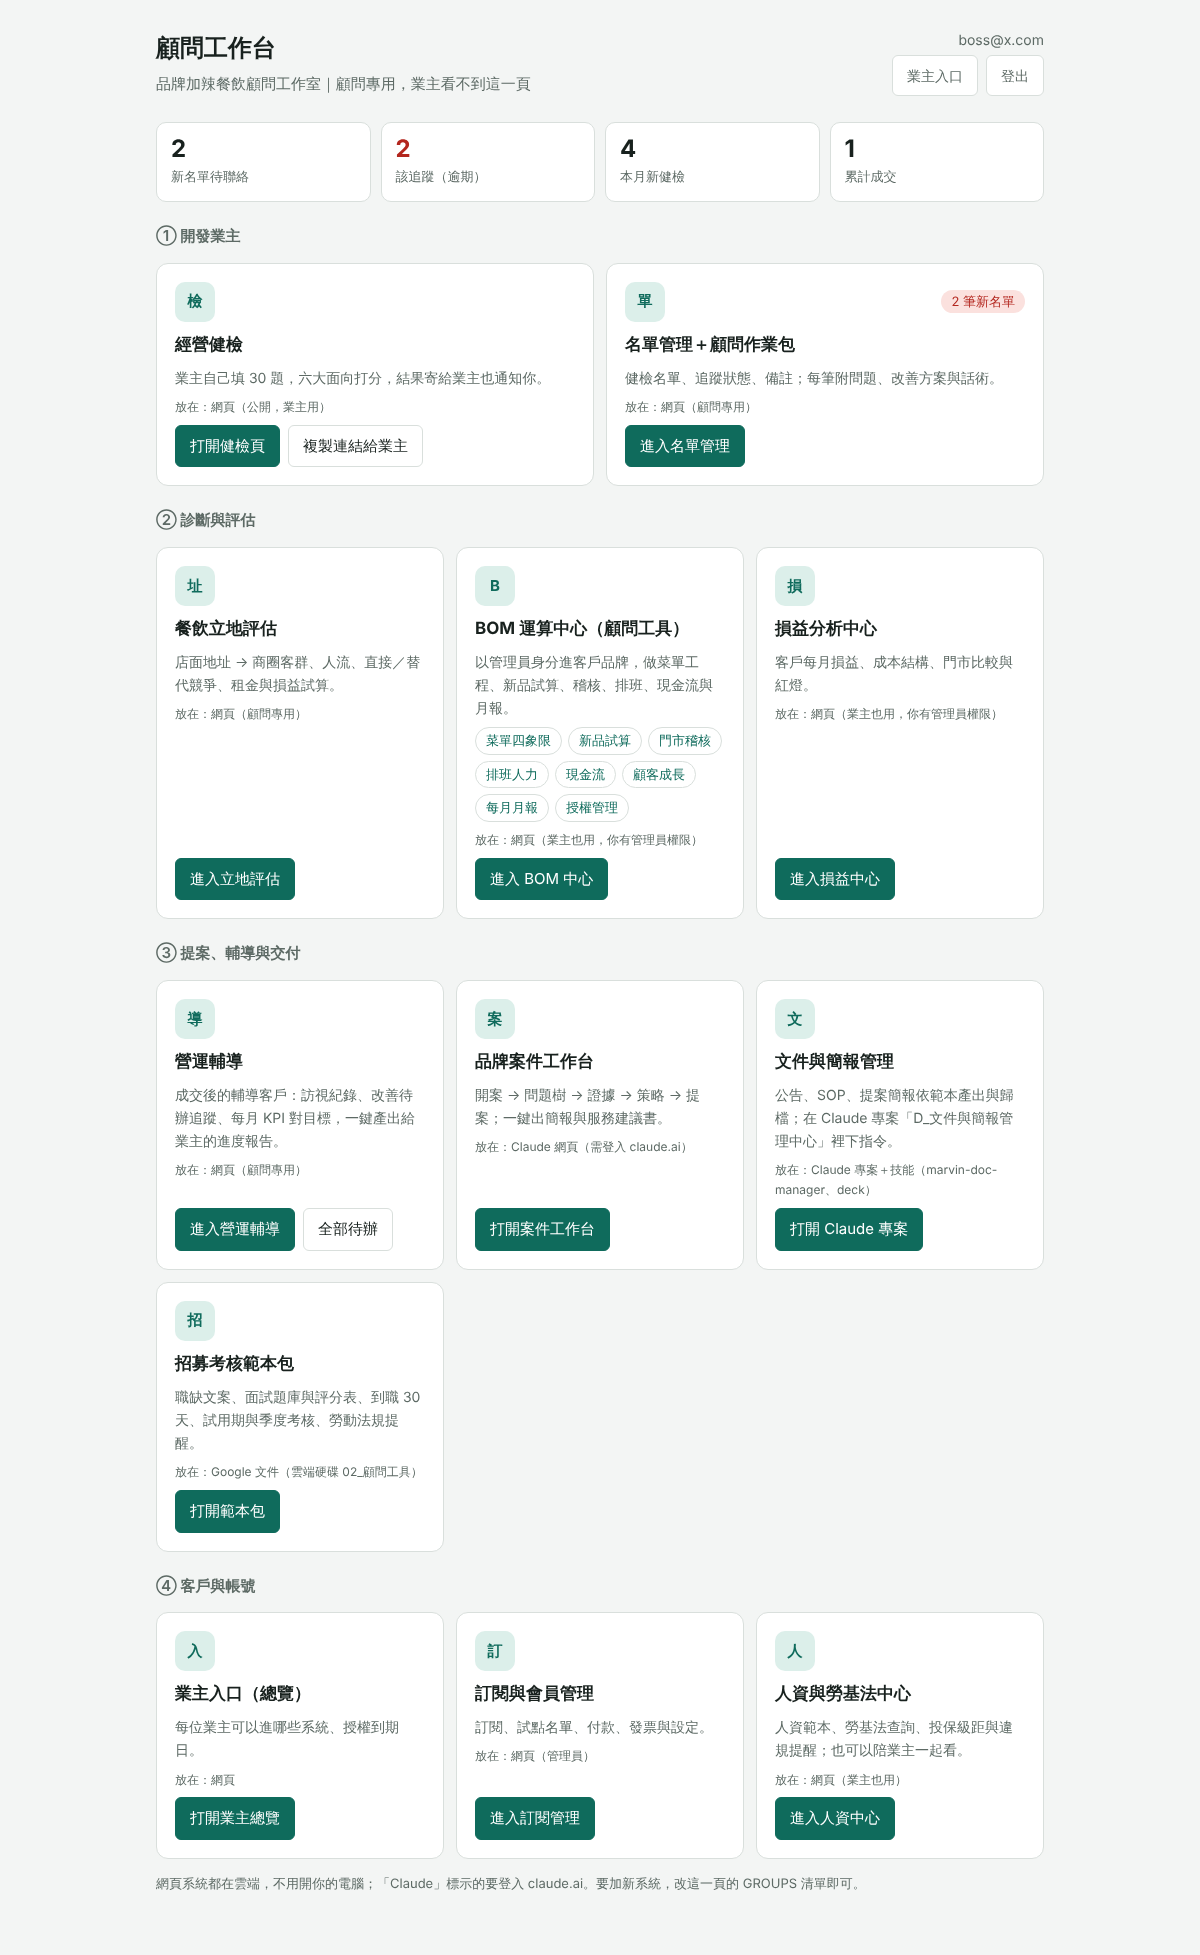 顧問工作台
boss@x.com
品牌加辣餐飲顧問工作室｜顧問專用，業主看不到這一頁
業主入口
登出
2
新名單待聯絡
2
該追蹤（逾期）
4
本月新健檢
1
累計成交
① 開發業主
檢
經營健檢
業主自己填 30 題，六大面向打分，結果寄給業主也通知你。
放在：網頁（公開，業主用）
打開健檢頁
複製連結給業主
單
2 筆新名單
名單管理＋顧問作業包
健檢名單、追蹤狀態、備註；每筆附問題、改善方案與話術。
放在：網頁（顧問專用）
進入名單管理
② 診斷與評估
址
餐飲立地評估
店面地址 → 商圈客群、人流、直接／替
代競爭、租金與損益試算。
放在：網頁（顧問專用）
進入立地評估
B
BOM 運算中心（顧問工具）
以管理員身分進客戶品牌，做菜單工
程、新品試算、稽核、排班、現金流與
月報。
菜單四象限
新品試算
門市稽核
排班人力
現金流
顧客成長
每月月報
授權管理
放在：網頁（業主也用，你有管理員權限）
進入 BOM 中心
損
損益分析中心
客戶每月損益、成本結構、門市比較與
紅燈。
放在：網頁（業主也用，你有管理員權限）
進入損益中心
③ 提案、輔導與交付
導
營運輔導
成交後的輔導客戶：訪視紀錄、改善待
辦追蹤、每月 KPI 對目標，一鍵產出給
業主的進度報告。
放在：網頁（顧問專用）
進入營運輔導
全部待辦
案
品牌案件工作台
開案 → 問題樹 → 證據 → 策略 → 提
案；一鍵出簡報與服務建議書。
放在：Claude 網頁（需登入 claude.ai）
打開案件工作台
文
文件與簡報管理
公告、SOP、提案簡報依範本產出與歸
檔；在 Claude 專案「D_文件與簡報管
理中心」裡下指令。
放在：Claude 專案＋技能（marvin-doc-
manager、deck）
打開 Claude 專案
招
招募考核範本包
職缺文案、面試題庫與評分表、到職 30
天、試用期與季度考核、勞動法規提
醒。
放在：Google 文件（雲端硬碟 02_顧問工具）
打開範本包
④ 客戶與帳號
入
業主入口（總覽）
每位業主可以進哪些系統、授權到期
日。
放在：網頁
打開業主總覽
訂
訂閱與會員管理
訂閱、試點名單、付款、發票與設定。
放在：網頁（管理員）
進入訂閱管理
人
人資與勞基法中心
人資範本、勞基法查詢、投保級距與違
規提醒；也可以陪業主一起看。
放在：網頁（業主也用）
進入人資中心
網頁系統都在雲端，不用開你的電腦；「Claude」標示的要登入 claude.ai。要加新系統，改這一頁的 GROUPS 清單即可。